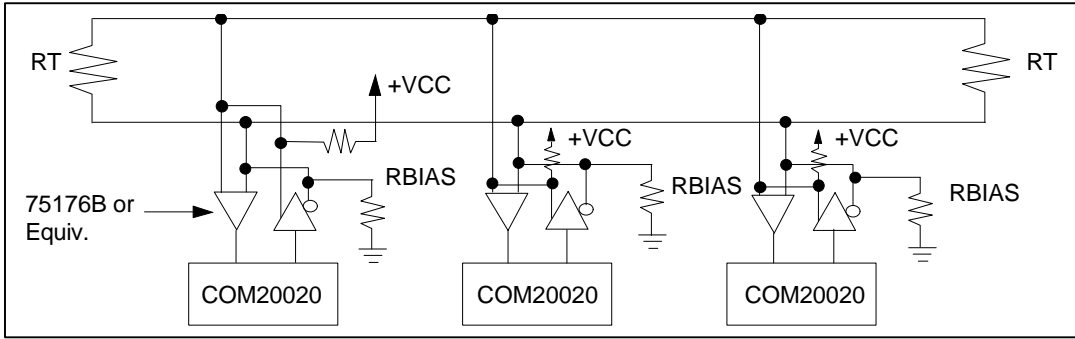 RT
RT
+VCC
+VCC
+VCC
RBIAS
RBIAS
RBIAS
75176B or
Equiv.
COM20020
COM20020
COM20020